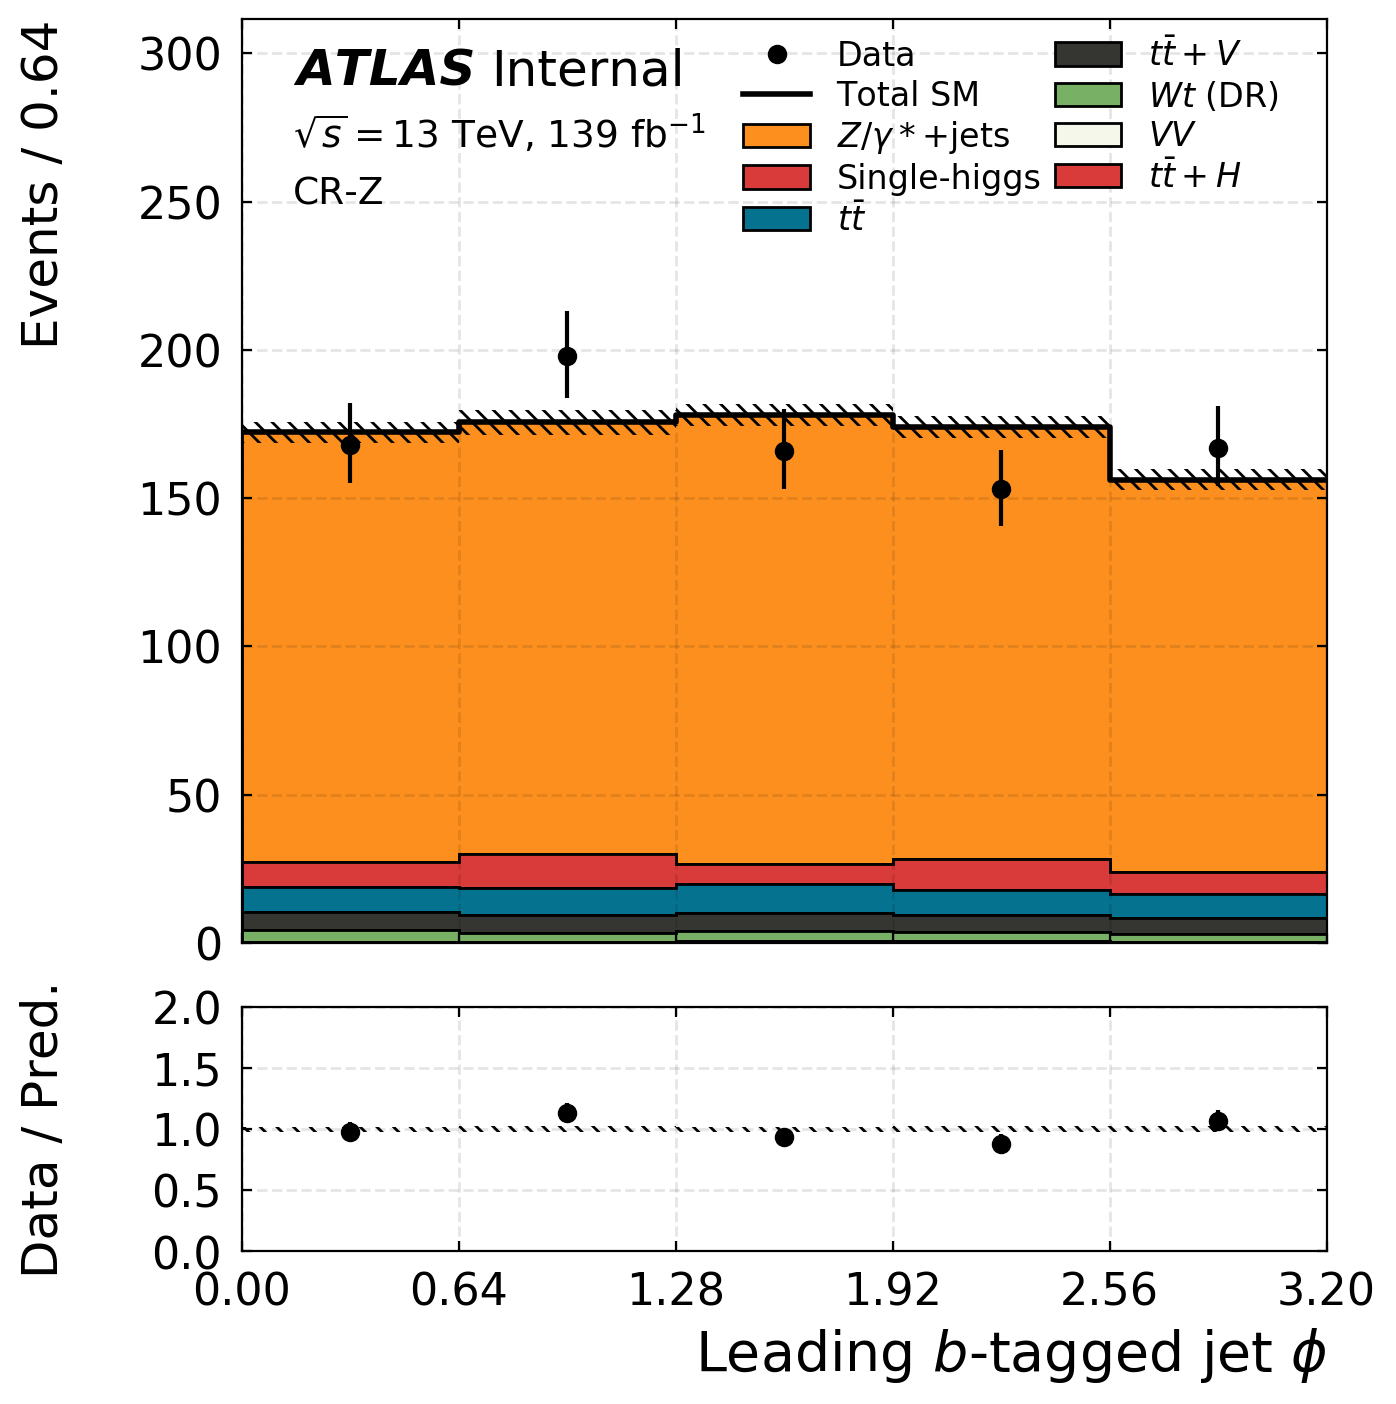 Events / 0.64
300
250
200
150
100
50
0
ATLAS Internal
√s = 13 TeV, 139 fb⁻¹
CR-Z
Data
Total SM
Z/γ * +jets
Single-higgs
tt̄
tt̄ + V
Wt (DR)
VV
tt̄ + H
Data / Pred.
2.0
1.5
1.0
0.5
0.0
0.00 0.64 1.28 1.92 2.56 3.20
Leading b-tagged jet ϕ